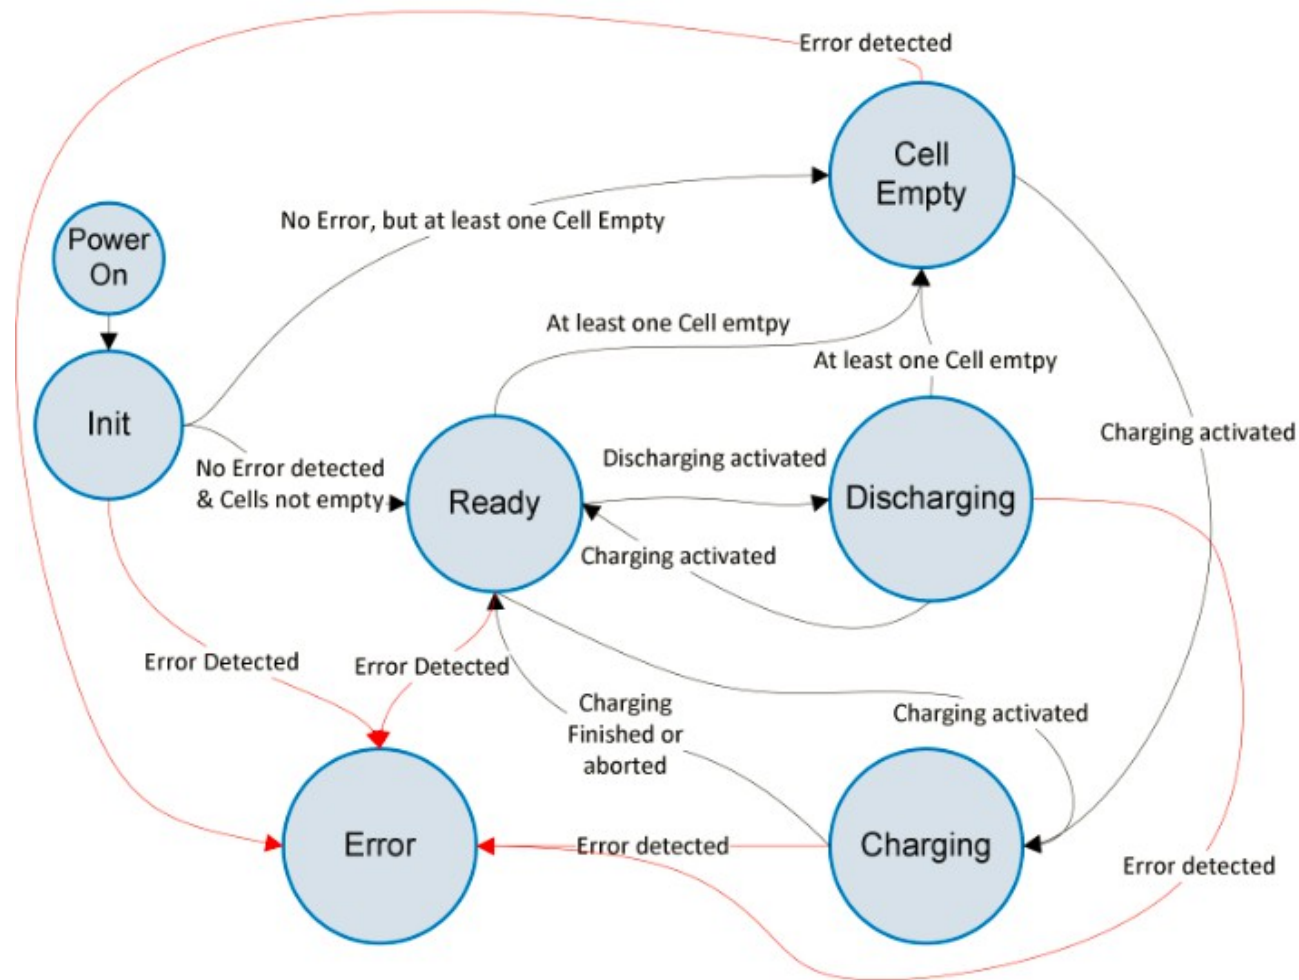 Error detected
Cell
Empty
No Error, but at least one Cell Empty
Power
On
At least one Cell emtpy
At least one Cell emtpy
Init
Charging activated
No Error detected
& Cells not empty
Discharging activated
Ready
Discharging
Charging activated
Error Detected
Error Detected
Charging
Finished or
aborted
Charging activated
Error
Error detected
Charging
Error detected